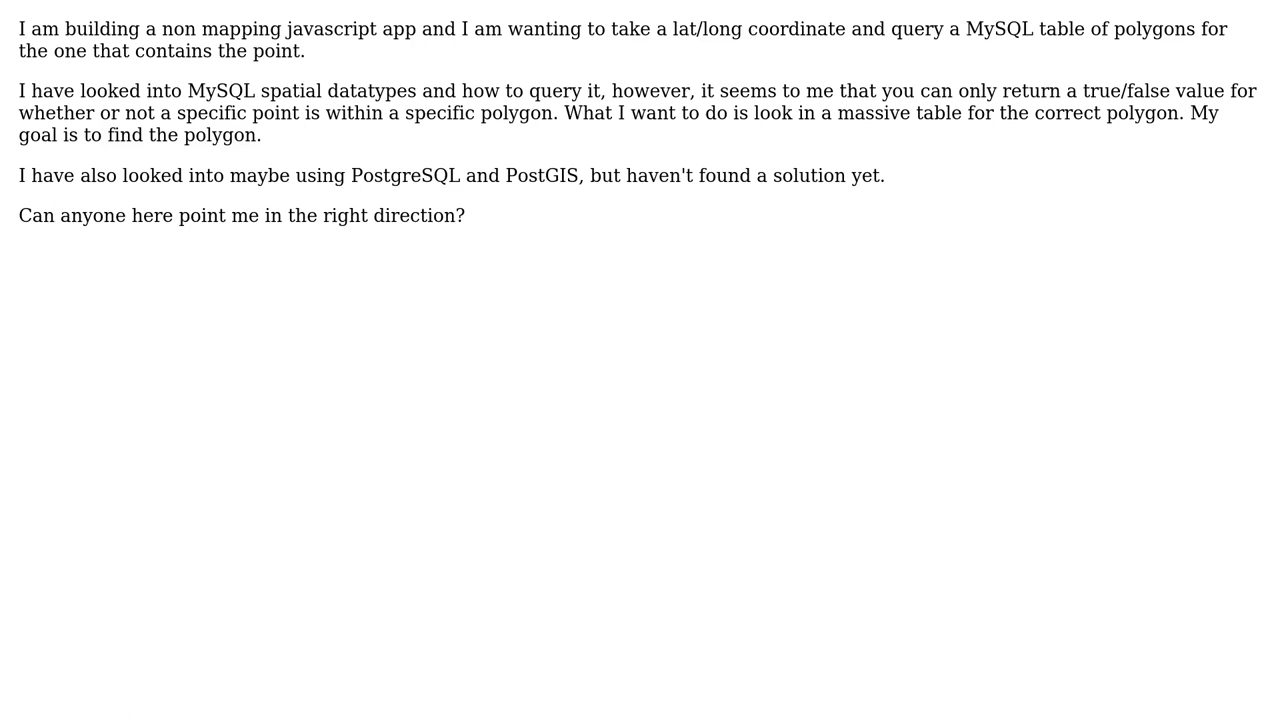 I am building a non mapping javascript app and I am wanting to take a lat/long coordinate and query a MySQL table of polygons for
the one that contains the point.
I have looked into MySQL spatial datatypes and how to query it, however, it seems to me that you can only return a true/false value for
whether or not a specific point is within a specific polygon. What I want to do is look in a massive table for the correct polygon. My
goal is to find the polygon.
I have also looked into maybe using PostgreSQL and PostGIS, but haven't found a solution yet.
Can anyone here point me in the right direction?